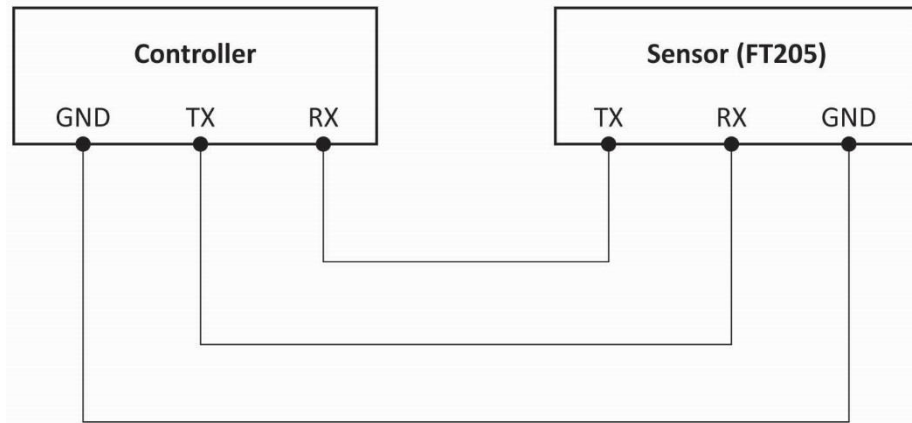 Controller
Sensor (FT205)
GND TX RX
TX RX GND